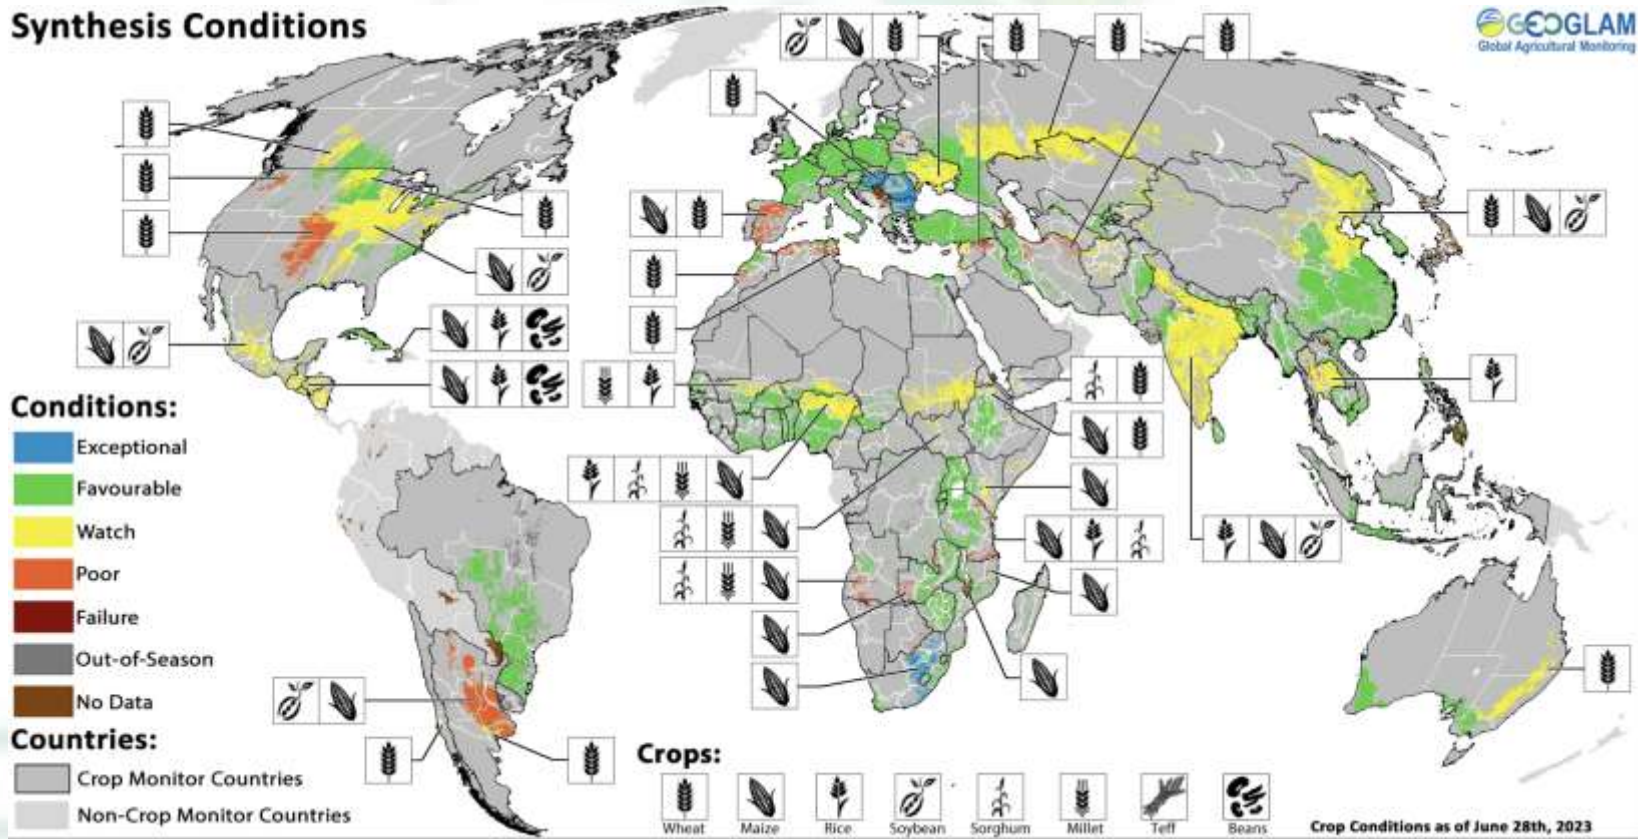 Synthesis Conditions
GEOGLAM
Global Agricultural Monitoring
Conditions:
Exceptional
Favourable
Watch
Poor
Failure
Out-of-Season
No Data
Countries:
Crop Monitor Countries
Non-Crop Monitor Countries
Crops:
Wheat
Maize
Rice
Soybean
Sorghum
Millet
Teff
Beans
Crop Conditions as of June 28th, 2023